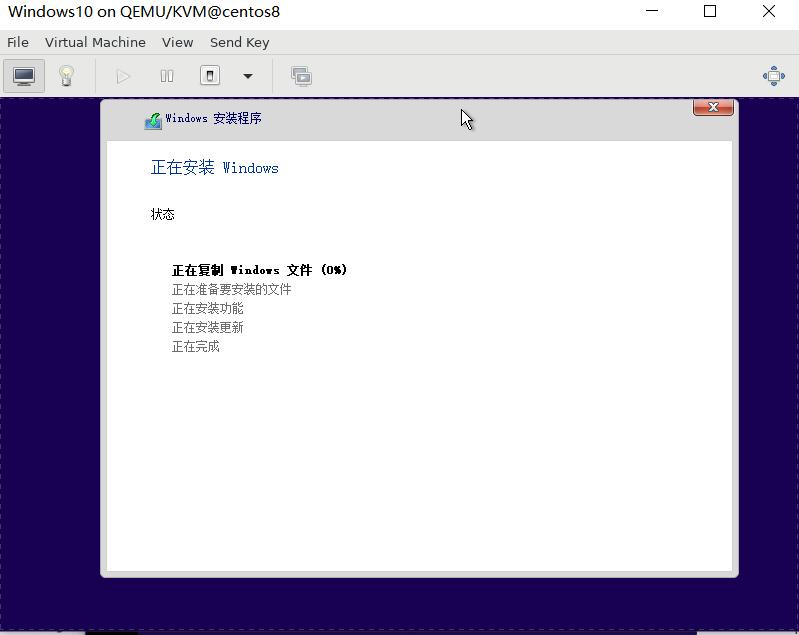 Windows10 on QEMU/KVM@centos8
File Virtual Machine View Send Key
Windows 安装程序
正在安装 Windows
状态
正在复制 Windows 文件 (0%)
正在准备要安装的文件
正在安装功能
正在安装更新
正在完成